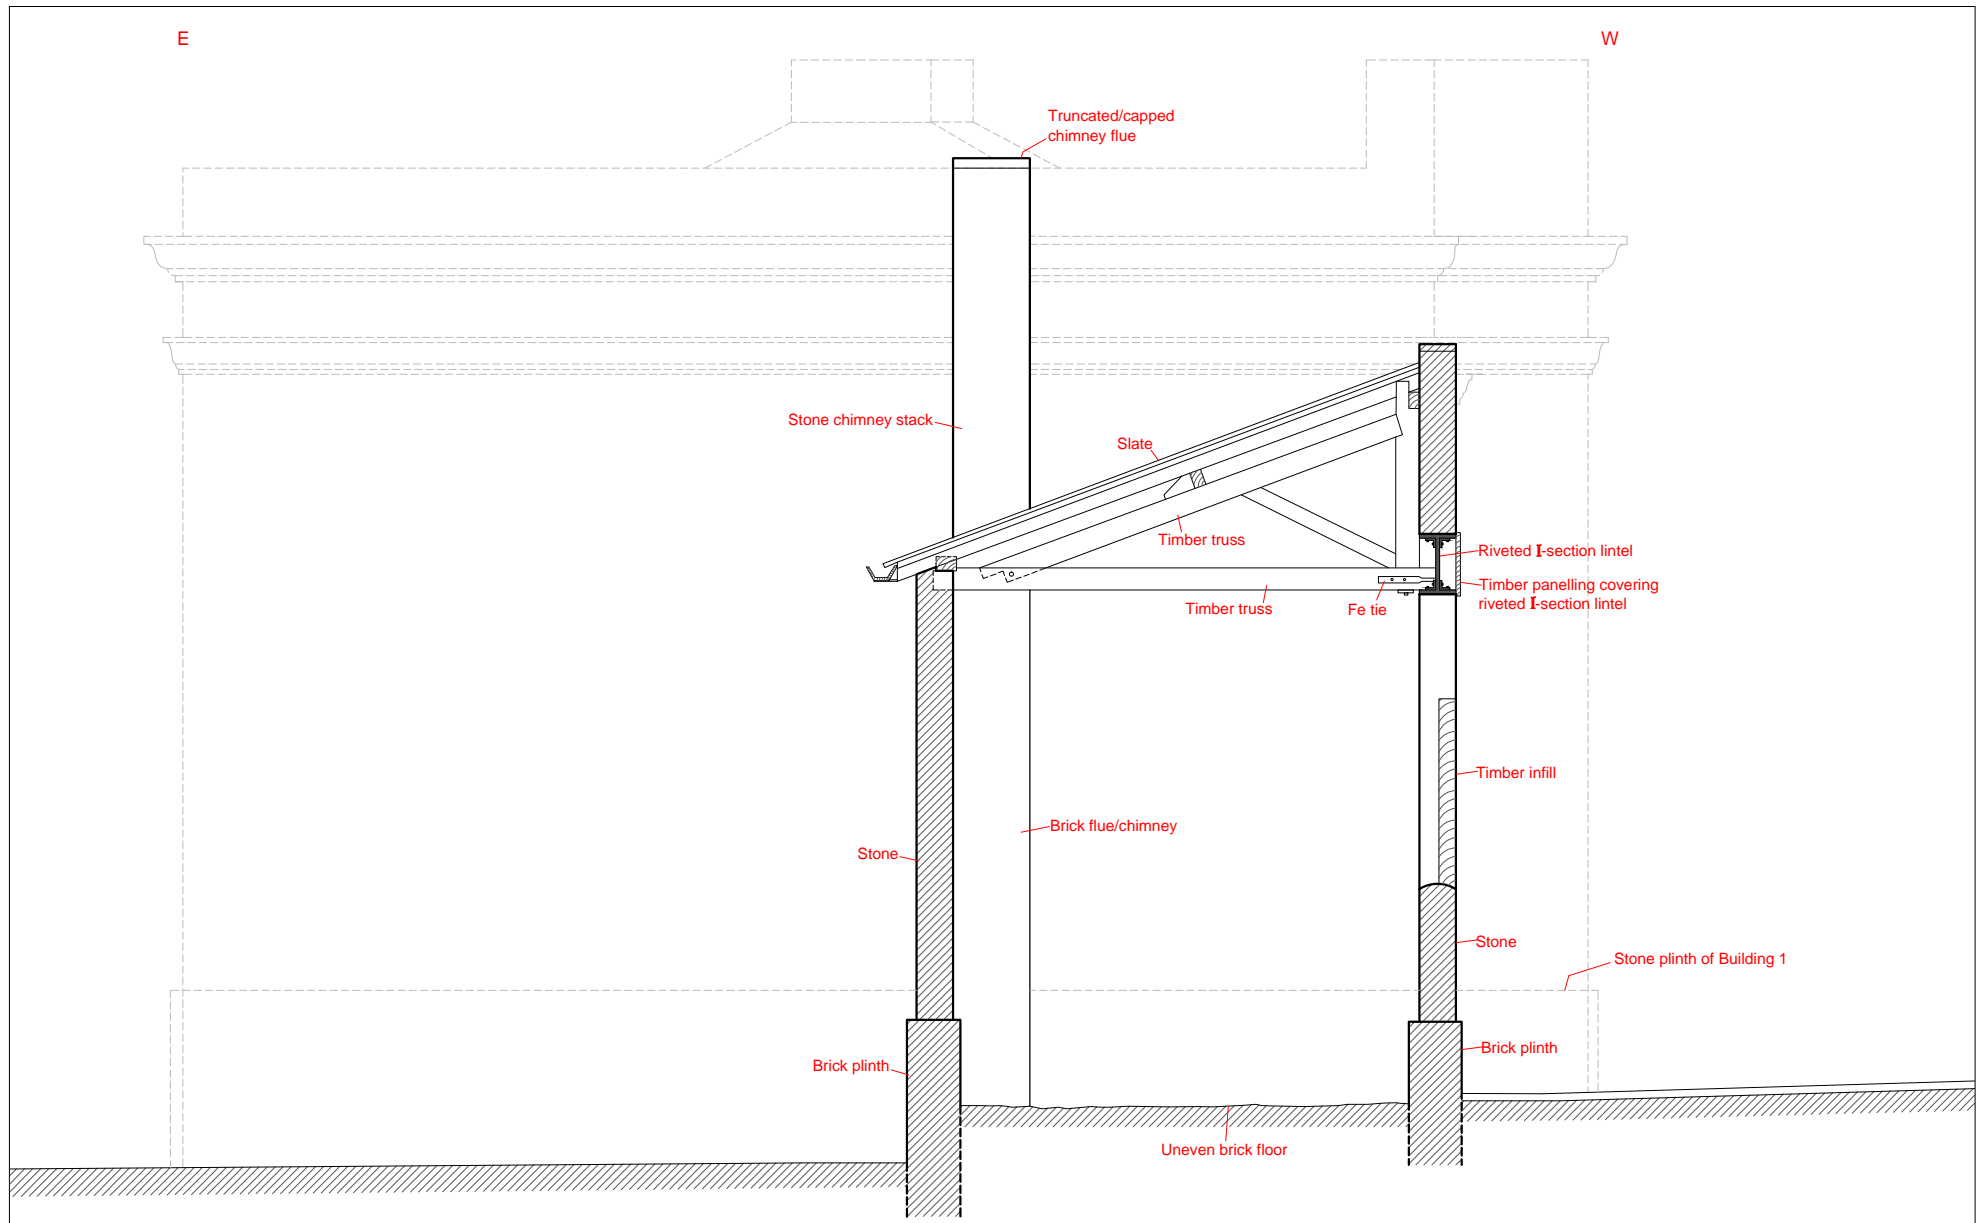 E
W
Truncated/capped
chimney flue
Stone chimney stack
Slate
Timber truss
Riveted I-section lintel
Timber panelling covering
riveted I-section lintel
Timber truss
Fe tie
Timber infill
Brick flue/chimney
Stone
Stone
Stone plinth of Building 1
Brick plinth
Brick plinth
Uneven brick floor